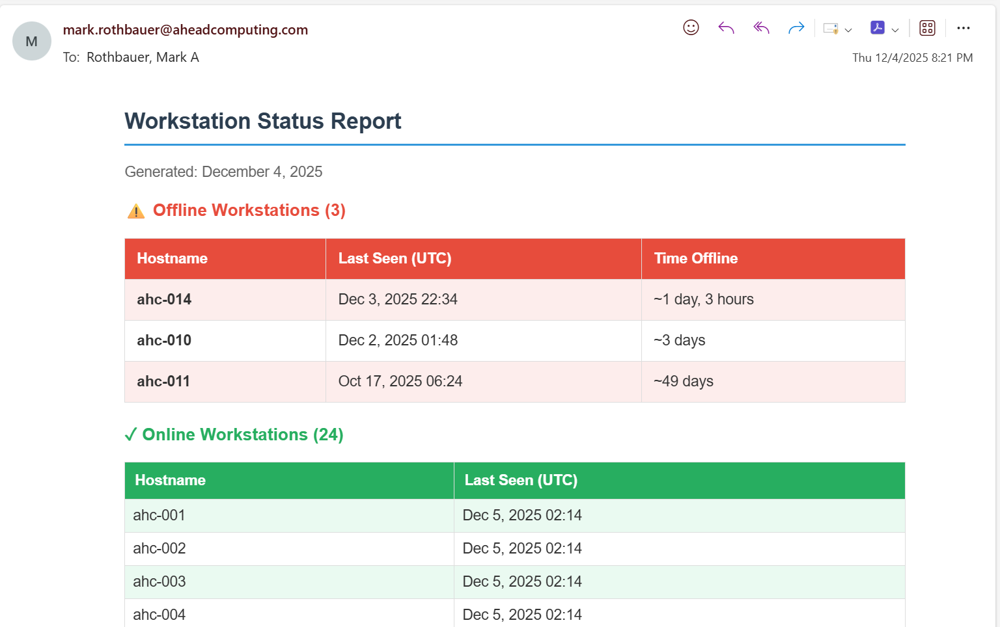 M
mark.rothbauer@aheadcomputing.com
To: Rothbauer, Mark A
Thu 12/4/2025 8:21 PM
Workstation Status Report
Generated: December 4, 2025
⚠️ Offline Workstations (3)
Hostname Last Seen (UTC) Time Offline
ahc-014 Dec 3, 2025 22:34 ~1 day, 3 hours
ahc-010 Dec 2, 2025 01:48 ~3 days
ahc-011 Oct 17, 2025 06:24 ~49 days
✓ Online Workstations (24)
Hostname Last Seen (UTC)
ahc-001 Dec 5, 2025 02:14
ahc-002 Dec 5, 2025 02:14
ahc-003 Dec 5, 2025 02:14
ahc-004 Dec 5, 2025 02:14